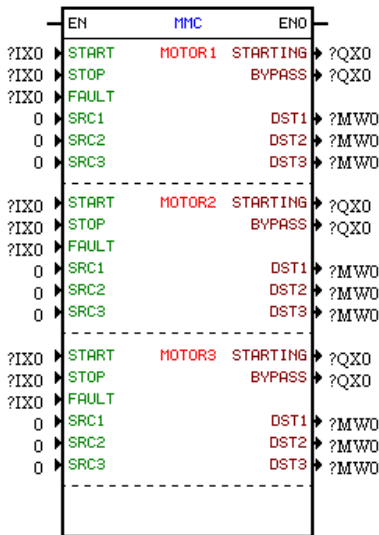 EN MMC ENO
?IX0 START MOTOR1 STARTING ?QX0
?IX0 STOP BYPASS ?QX0
?IX0 FAULT
0 SRC1 DST1 ?MW0
0 SRC2 DST2 ?MW0
0 SRC3 DST3 ?MW0
?IX0 START MOTOR2 STARTING ?QX0
?IX0 STOP BYPASS ?QX0
?IX0 FAULT
0 SRC1 DST1 ?MW0
0 SRC2 DST2 ?MW0
0 SRC3 DST3 ?MW0
?IX0 START MOTOR3 STARTING ?QX0
?IX0 STOP BYPASS ?QX0
?IX0 FAULT
0 SRC1 DST1 ?MW0
0 SRC2 DST2 ?MW0
0 SRC3 DST3 ?MW0